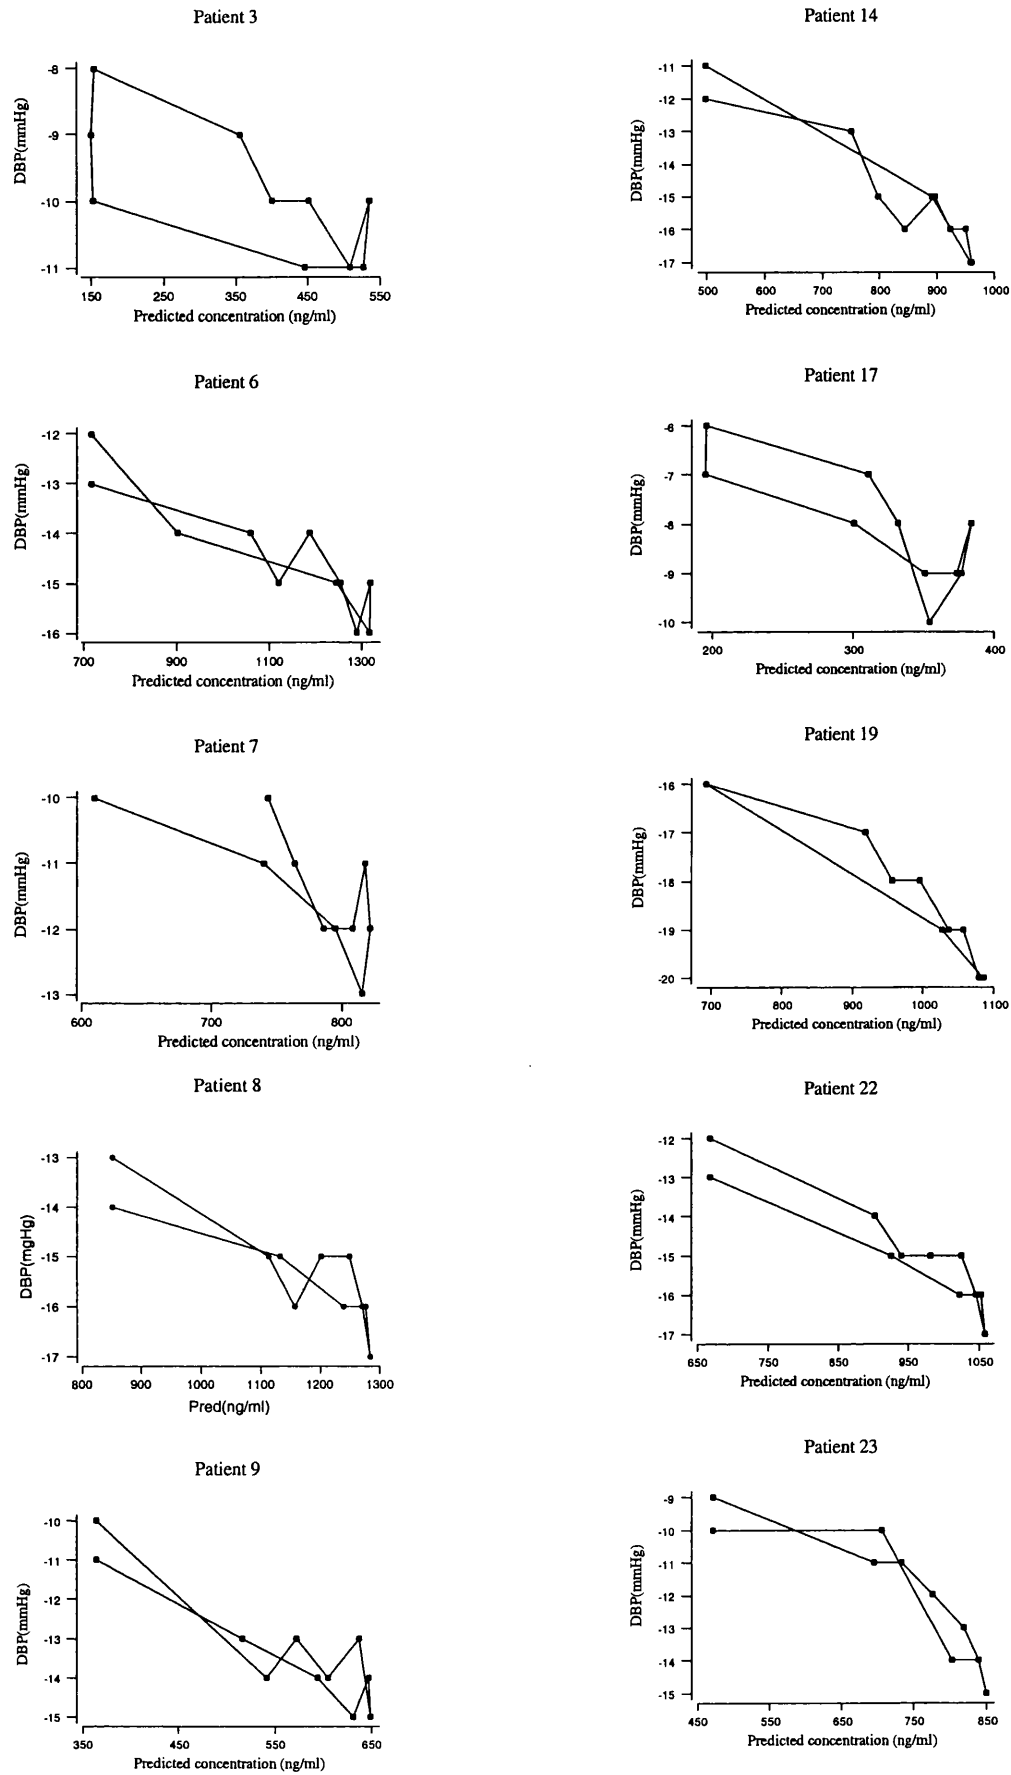 Patient 3
-8
-9
-10
-11
DBP(mmHg)
150 250 350 450 550
Predicted concentration (ng/ml)
Patient 14
-11
-12
-13
-14
-15
-16
-17
DBP(mmHg)
500 600 700 800 900 1000
Predicted concentration (ng/ml)
Patient 6
-12
-13
-14
-15
-16
DBP(mmHg)
700 900 1100 1300
Predicted concentration (ng/ml)
Patient 17
-6
-7
-8
-9
-10
DBP(mmHg)
200 300 400
Predicted concentration (ng/ml)
Patient 7
-10
-11
-12
-13
DBP(mmHg)
600 700 800
Predicted concentration (ng/ml)
Patient 19
-16
-17
-18
-19
-20
DBP(mmHg)
700 800 900 1000 1100
Predicted concentration (ng/ml)
Patient 8
-13
-14
-15
-16
-17
DBP(mgHg)
800 900 1000 1100 1200 1300
Pred(ng/ml)
Patient 22
-12
-13
-14
-15
-16
-17
DBP(mmHg)
650 750 850 950 1050
Predicted concentration (ng/ml)
Patient 9
-10
-11
-12
-13
-14
-15
DBP(mmHg)
350 450 550 650
Predicted concentration (ng/ml)
Patient 23
-9
-10
-11
-12
-13
-14
-15
DBP(mmHg)
450 550 650 750 850
Predicted concentration (ng/ml)